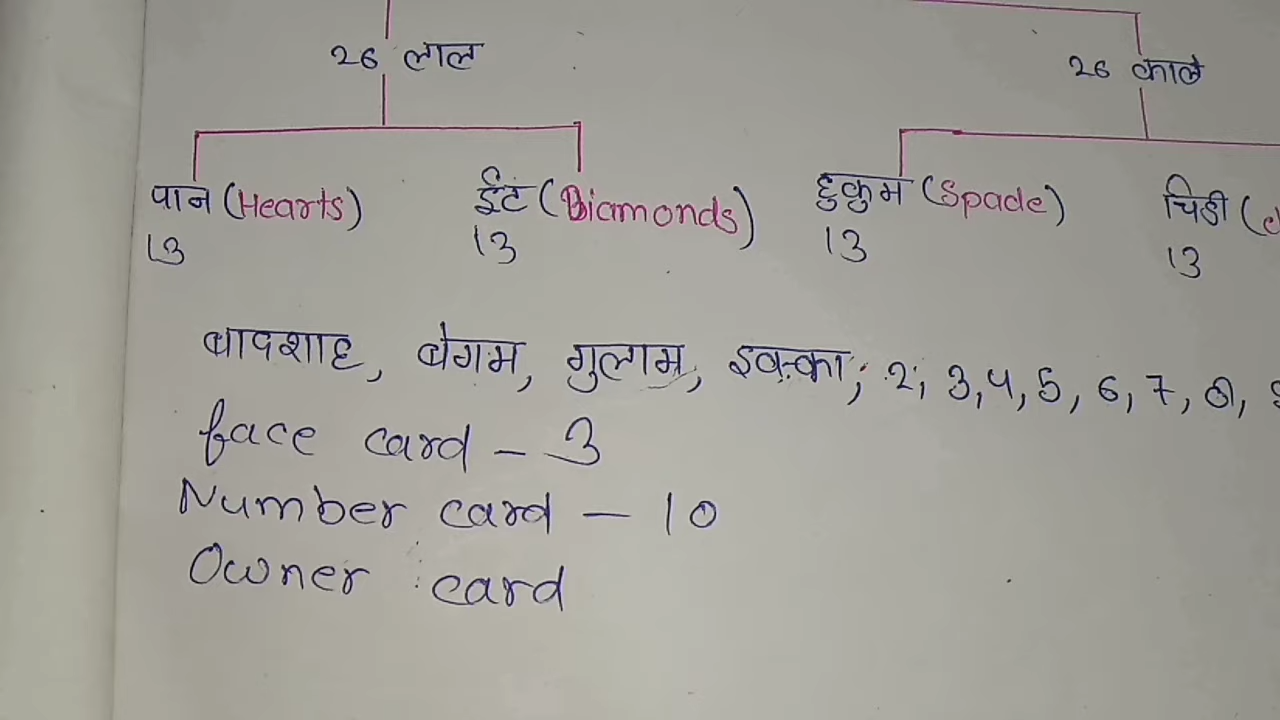 26 लाल 26 काले
पान (Hearts) ईंट (Diamonds) हुकुम (Spade) चिडी (
13 13 13 13
बादशाह, बेगम, गुलाम, इक्का, 2, 3, 4, 5, 6, 7, 8,
face card - 3
Number card - 10
Owner card